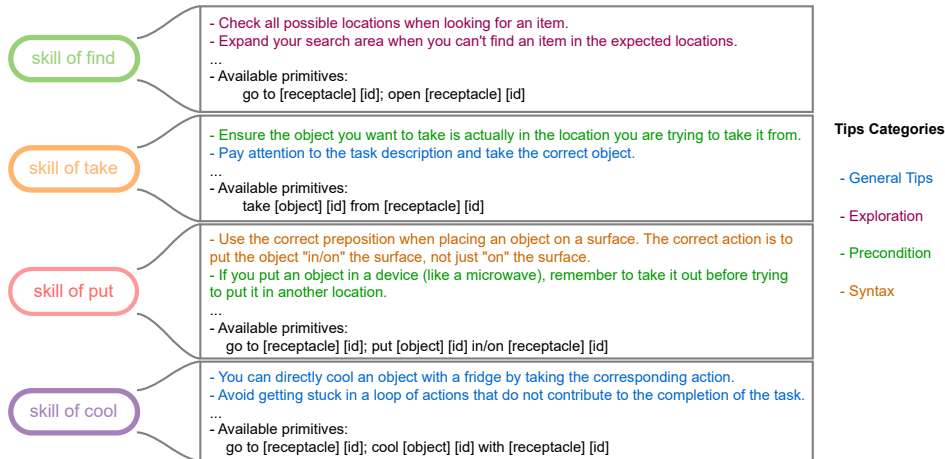 skill of find
- Check all possible locations when looking for an item.
- Expand your search area when you can't find an item in the expected locations.
...
- Available primitives:
go to [receptacle] [id]; open [receptacle] [id]
skill of take
- Ensure the object you want to take is actually in the location you are trying to take it from.
- Pay attention to the task description and take the correct object.
...
- Available primitives:
take [object] [id] from [receptacle] [id]
skill of put
- Use the correct preposition when placing an object on a surface. The correct action is to
put the object "in/on" the surface, not just "on" the surface.
- If you put an object in a device (like a microwave), remember to take it out before trying
to put it in another location.
...
- Available primitives:
go to [receptacle] [id]; put [object] [id] in/on [receptacle] [id]
skill of cool
- You can directly cool an object with a fridge by taking the corresponding action.
- Avoid getting stuck in a loop of actions that do not contribute to the completion of the task.
...
- Available primitives:
go to [receptacle] [id]; cool [object] [id] with [receptacle] [id]
Tips Categories
- General Tips
- Exploration
- Precondition
- Syntax